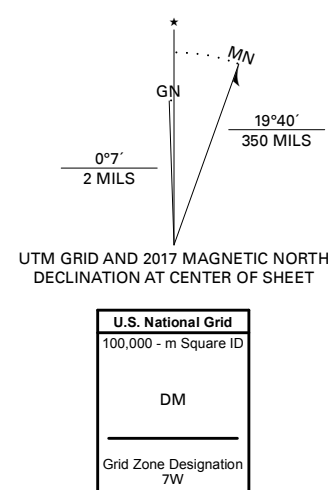 ★
MN
GN
19°40´
350 MILS
0°7´
2 MILS
UTM GRID AND 2017 MAGNETIC NORTH
DECLINATION AT CENTER OF SHEET
U.S. National Grid
100,000 - m Square ID
DM
Grid Zone Designation
7W